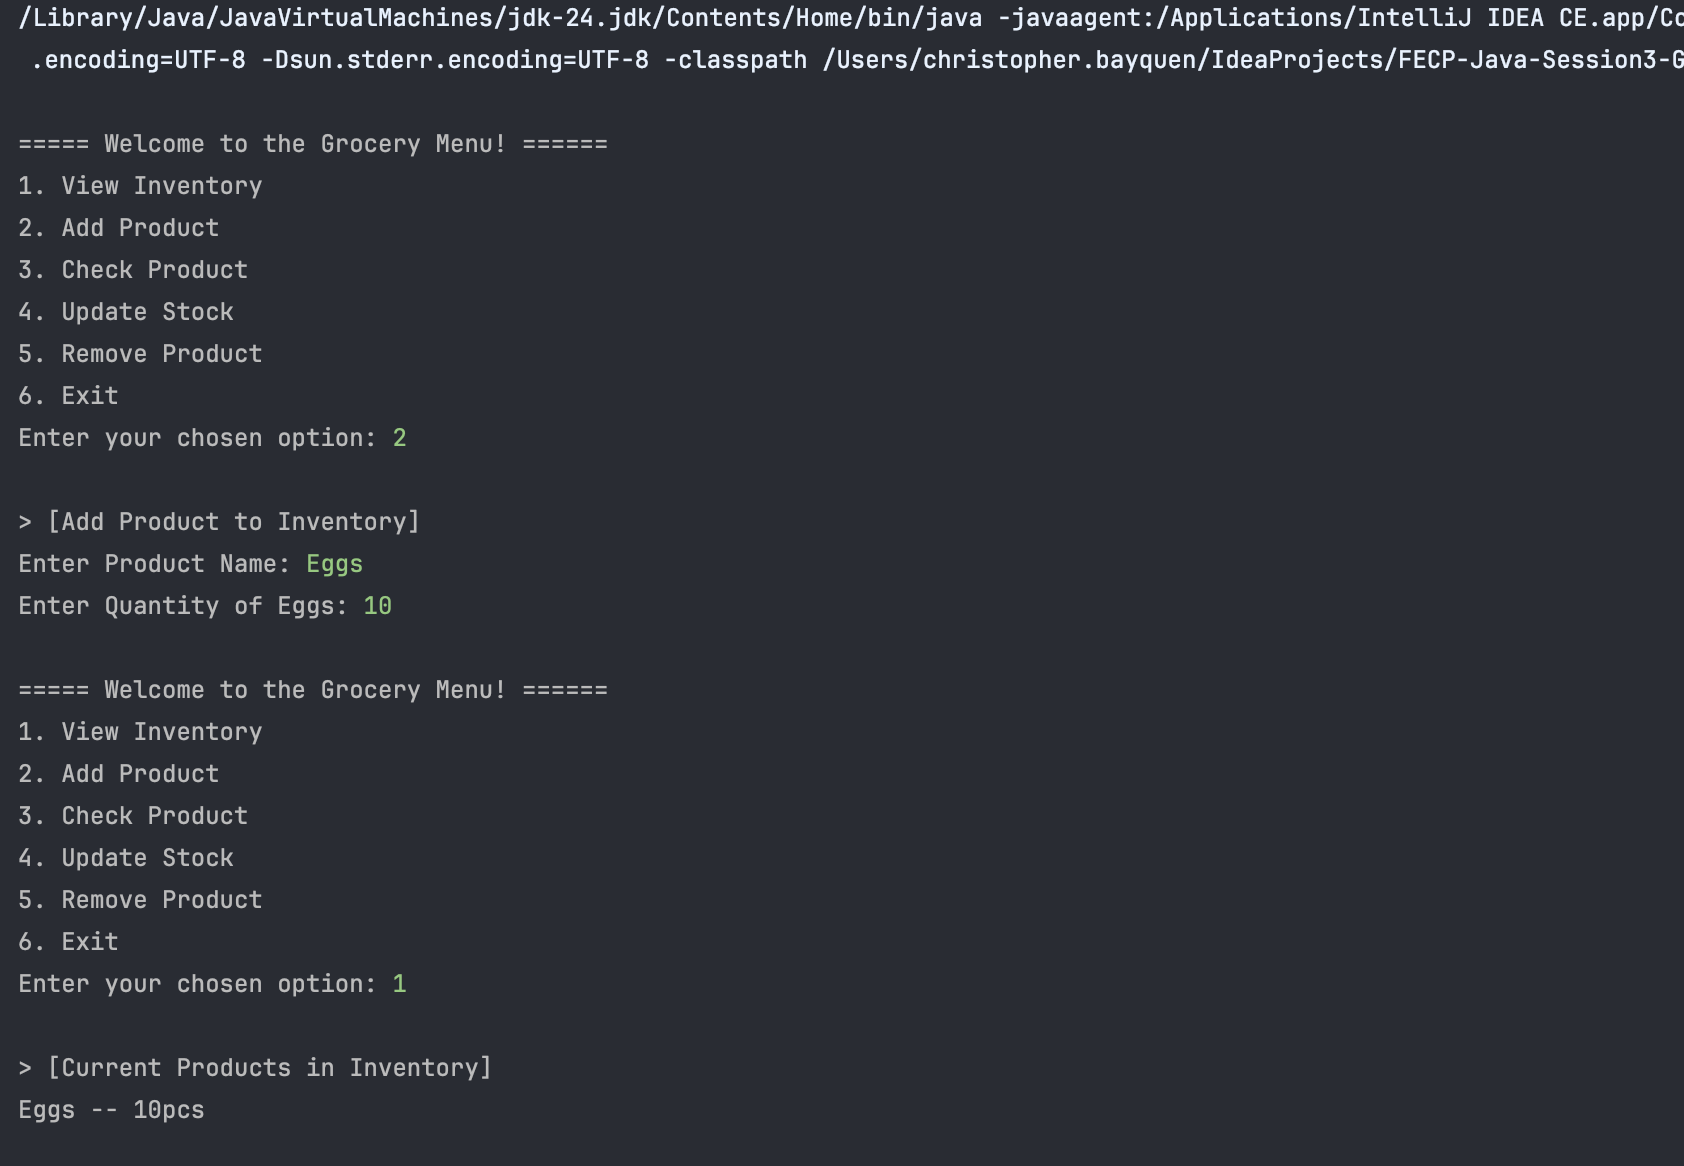 /Library/Java/JavaVirtualMachines/jdk-24.jdk/Contents/Home/bin/java -javaagent:/Applications/IntelliJ IDEA CE.app/Co
.encoding=UTF-8 -Dsun.stderr.encoding=UTF-8 -classpath /Users/christopher.bayquen/IdeaProjects/FECP-Java-Session3-G
===== Welcome to the Grocery Menu! ======
1. View Inventory
2. Add Product
3. Check Product
4. Update Stock
5. Remove Product
6. Exit
Enter your chosen option: 2
> [Add Product to Inventory]
Enter Product Name: Eggs
Enter Quantity of Eggs: 10
===== Welcome to the Grocery Menu! ======
1. View Inventory
2. Add Product
3. Check Product
4. Update Stock
5. Remove Product
6. Exit
Enter your chosen option: 1
> [Current Products in Inventory]
Eggs -- 10pcs